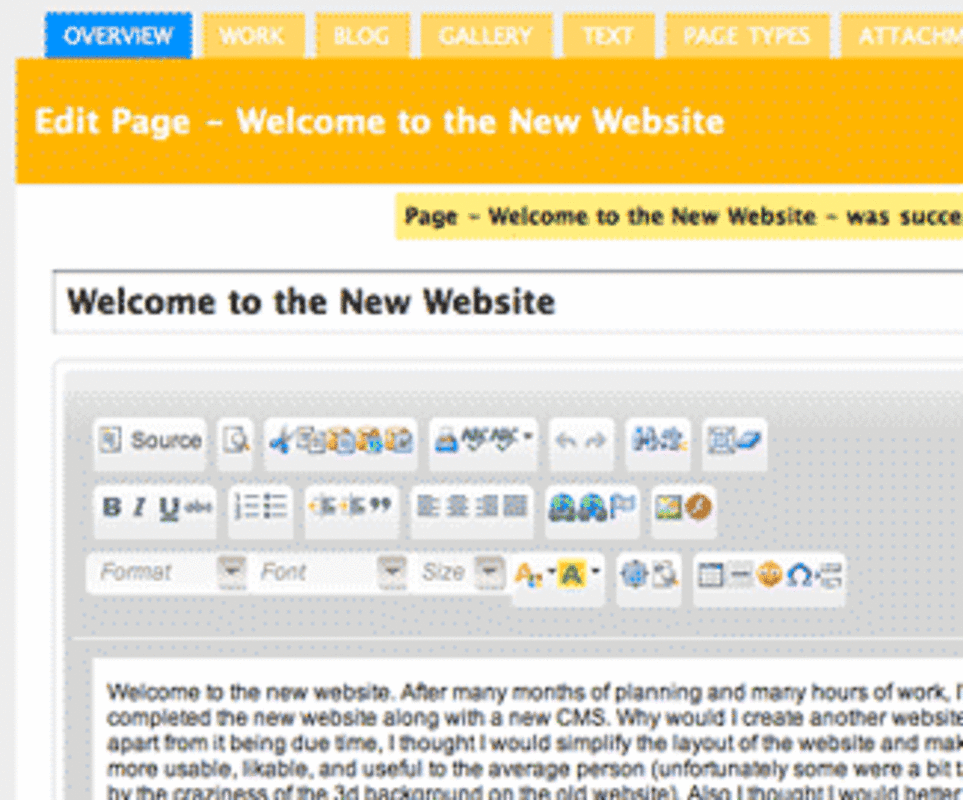 OVERVIEW WORK BLOG GALLERY TEXT PAGE TYPES ATTACHM
Edit Page - Welcome to the New Website
Page - Welcome to the New Website - was succe
Welcome to the New Website
Source
B I U abc
Format Font Size
Welcome to the new website. After many months of planning and many hours of work, I'
completed the new website along with a new CMS. Why would I create another website
apart from it being due time, I thought I would simplify the layout of the website and mak
more usable, likable, and useful to the average person (unfortunately some were a bit t
by the craziness of the 3d background on the old website). Also I thought I would better